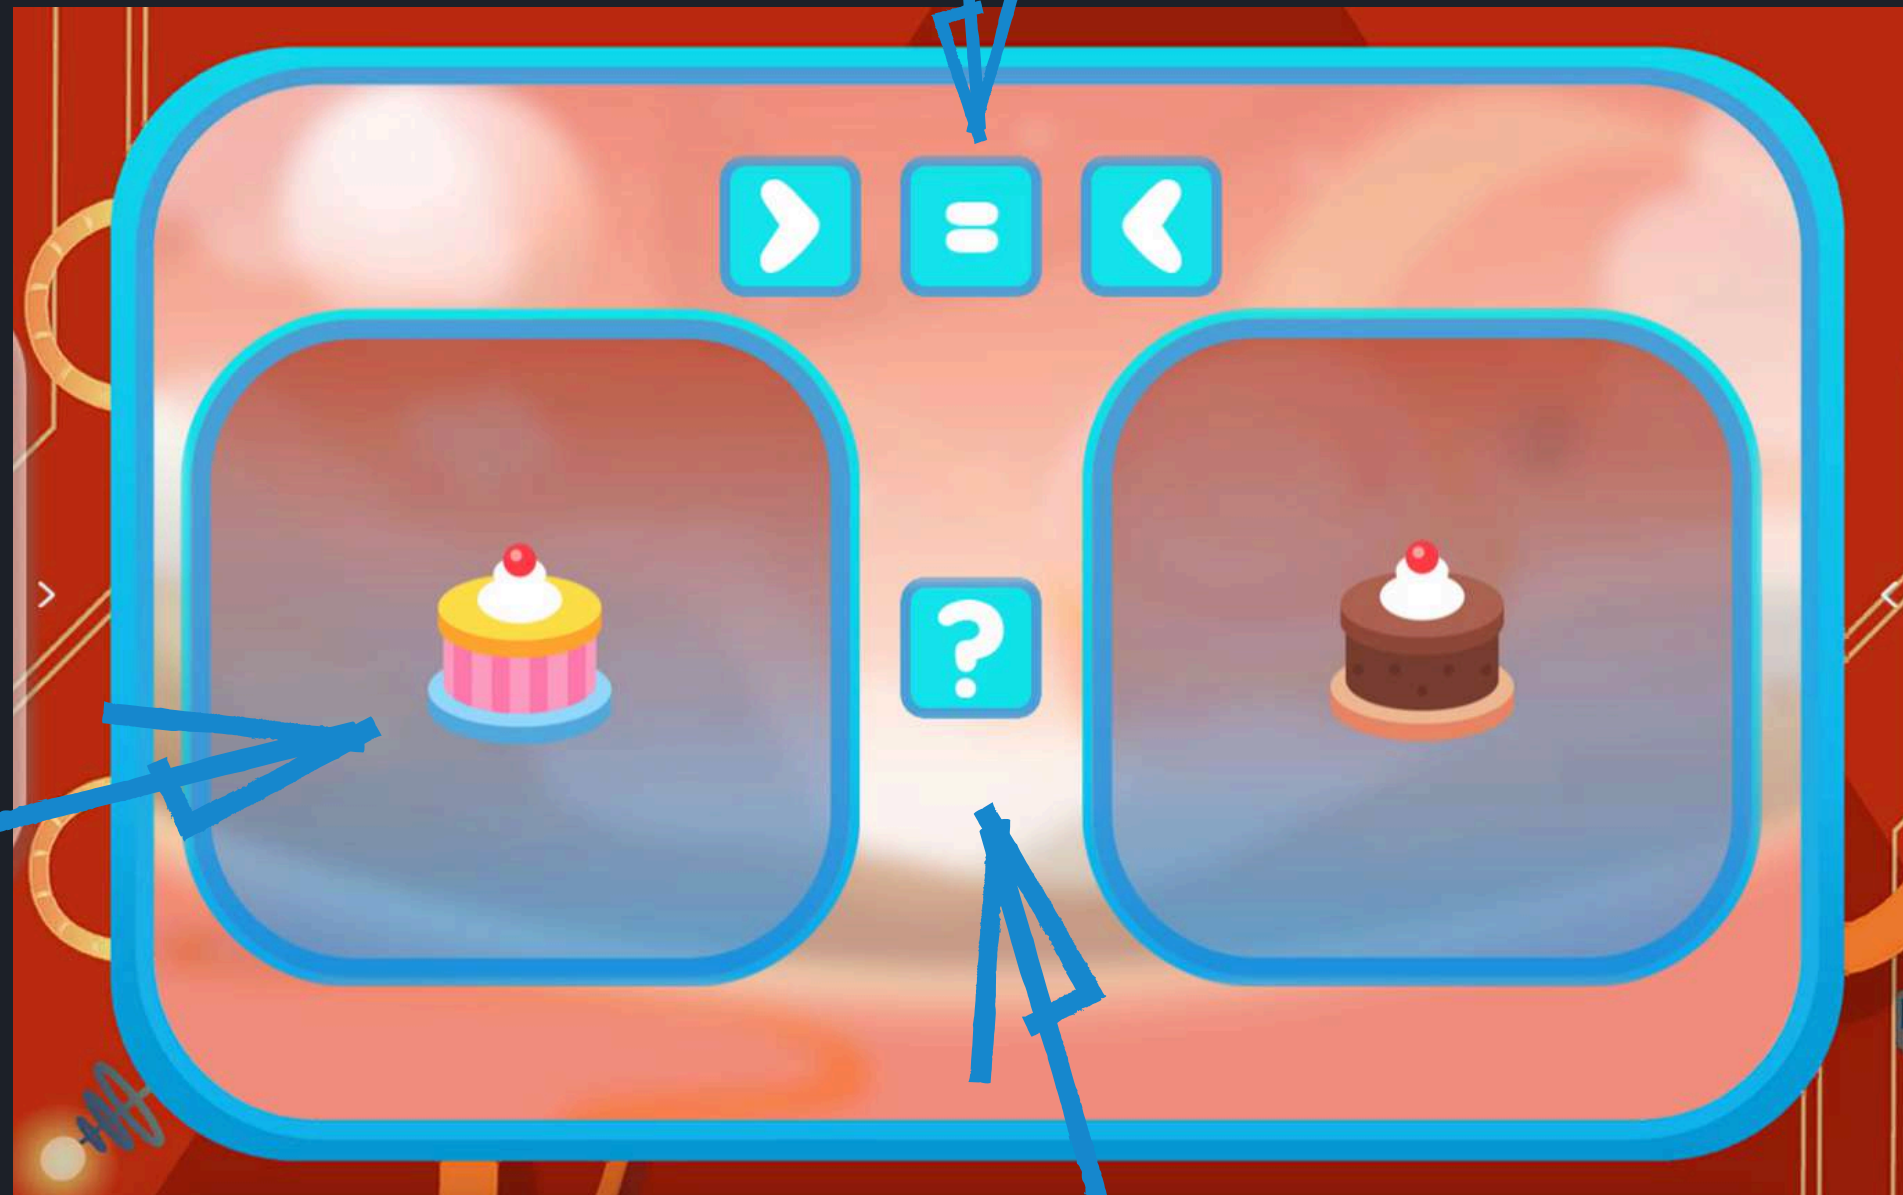 > = <
?